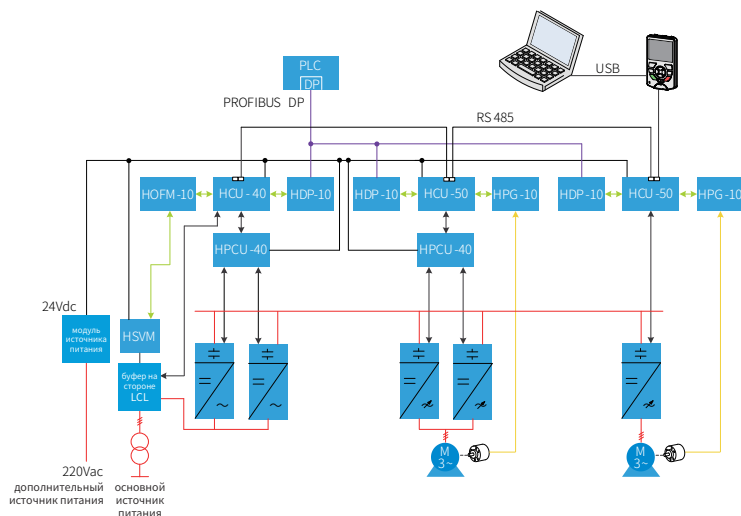 PLC
DP
USB
PROFIBUS DP
RS 485
HOFM-10
HCU - 40
HDP-10
HDP-10
HCU-50
HPG-10
HDP-10
HCU-50
HPG-10
HPCU-40
HPCU-40
24Vdc
модуль
источника
питания
HSVM
буфер на
стороне
LCL
M
3~
M
3~
220Vac
дополнительный
источник питания
основной
источник
питания